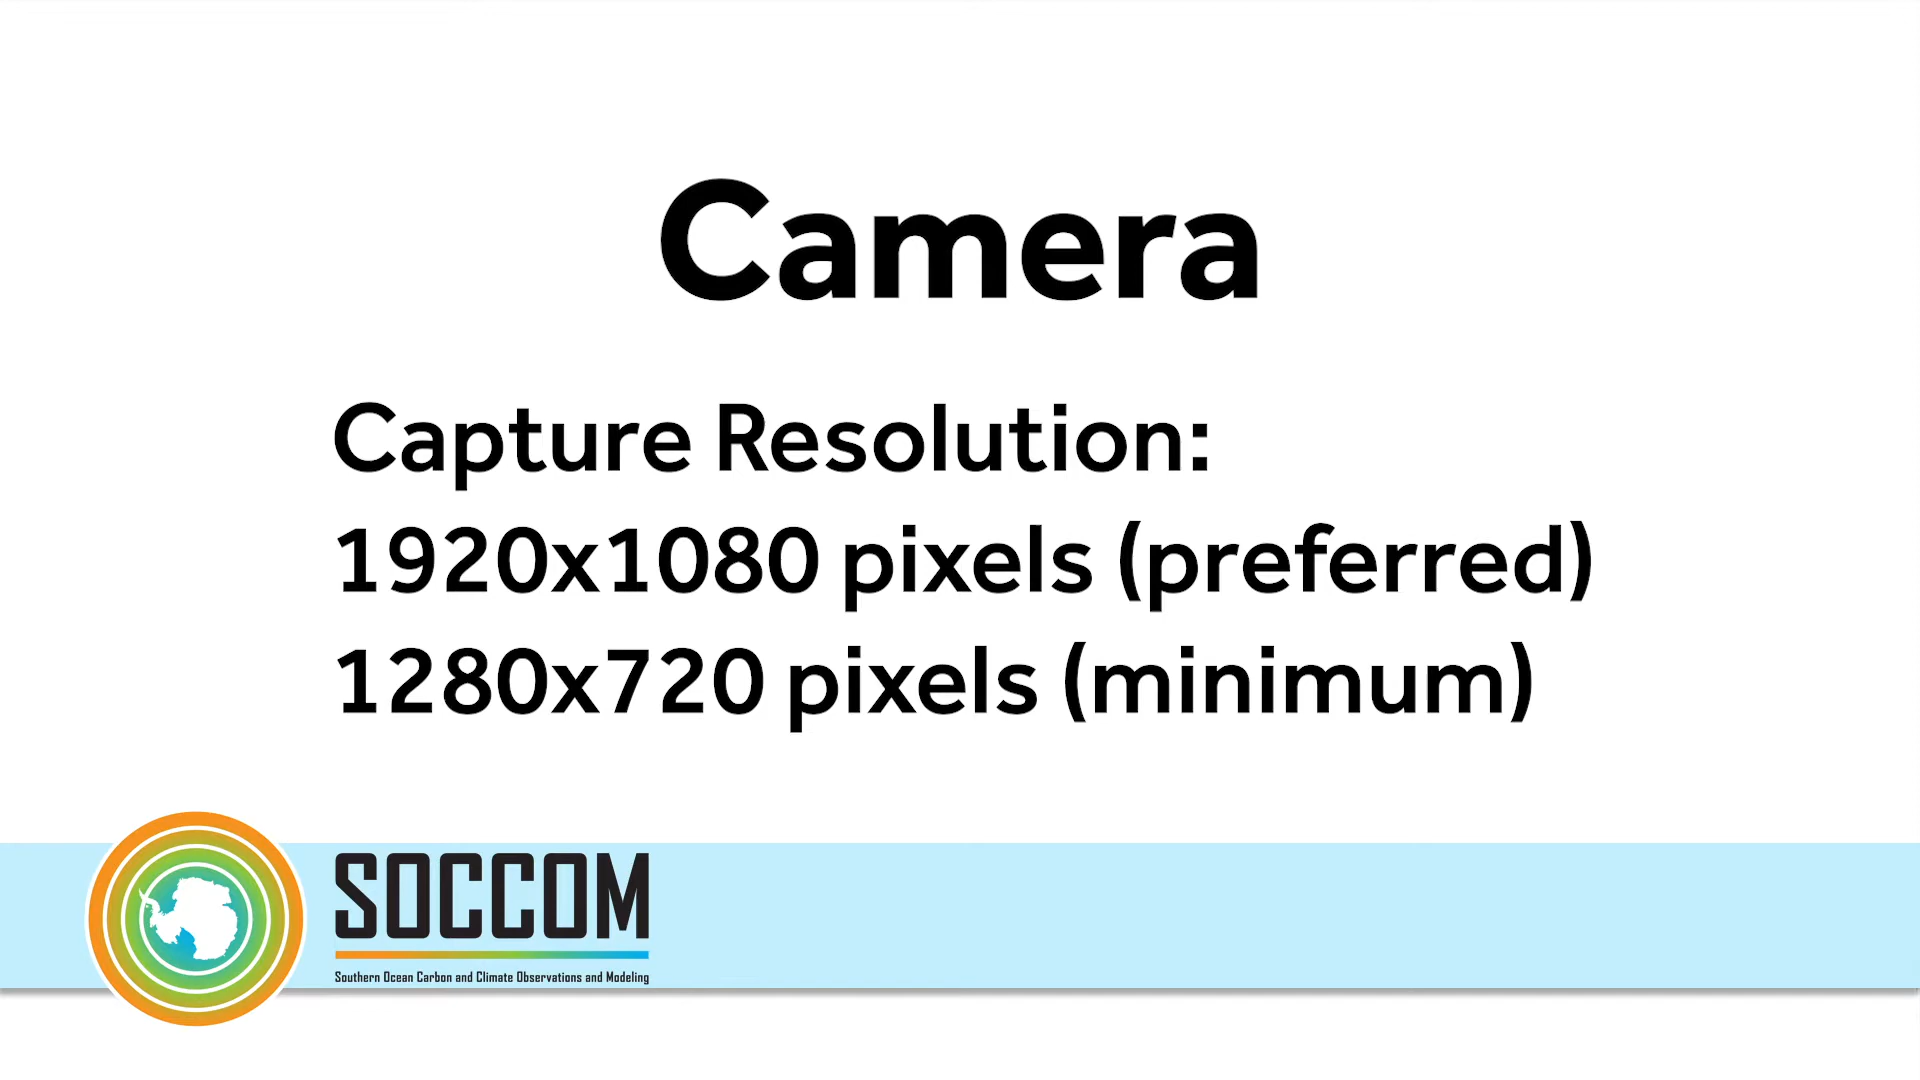 Camera
Capture Resolution:
1920x1080 pixels (preferred)
1280x720 pixels (minimum)
SOCCOM
Southern Ocean Carbon and Climate Observations and Modeling